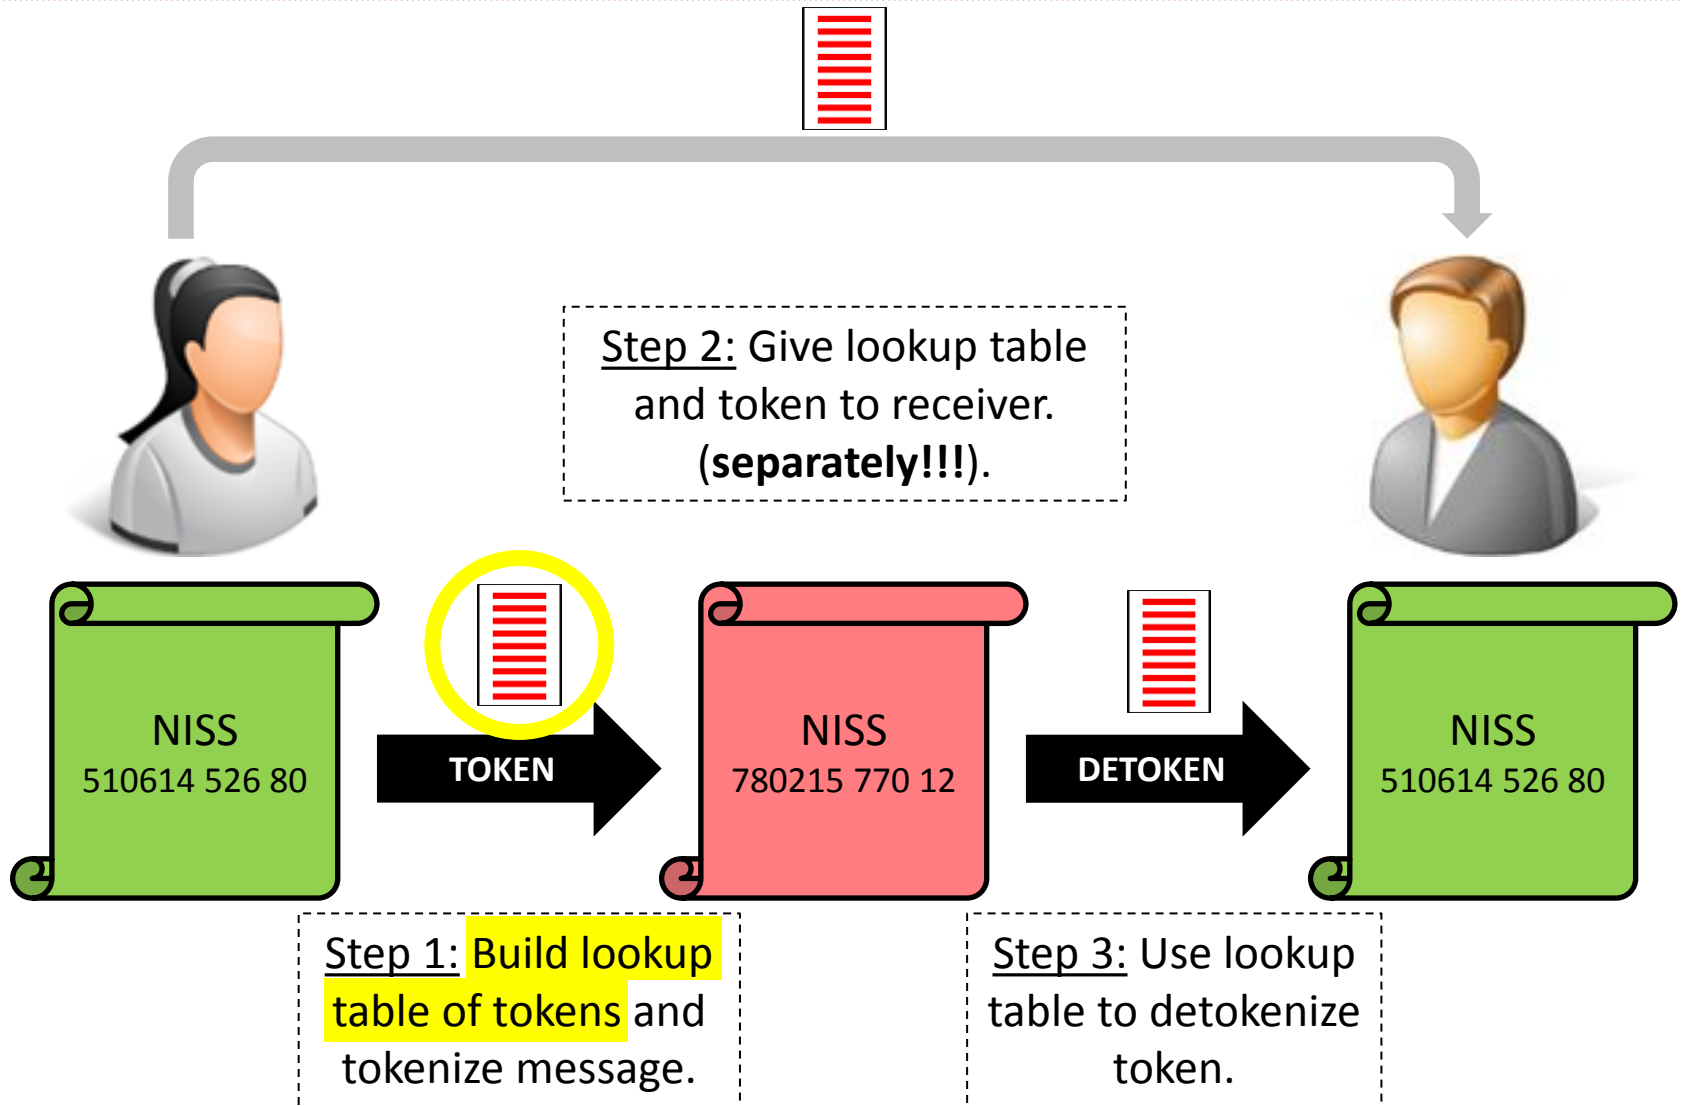 Step 2: Give lookup table
and token to receiver.
(separately!!!).
NISS
510614 526 80
TOKEN
NISS
780215 770 12
DETOKEN
NISS
510614 526 80
Step 1: Build lookup
table of tokens and
tokenize message.
Step 3: Use lookup
table to detokenize
token.